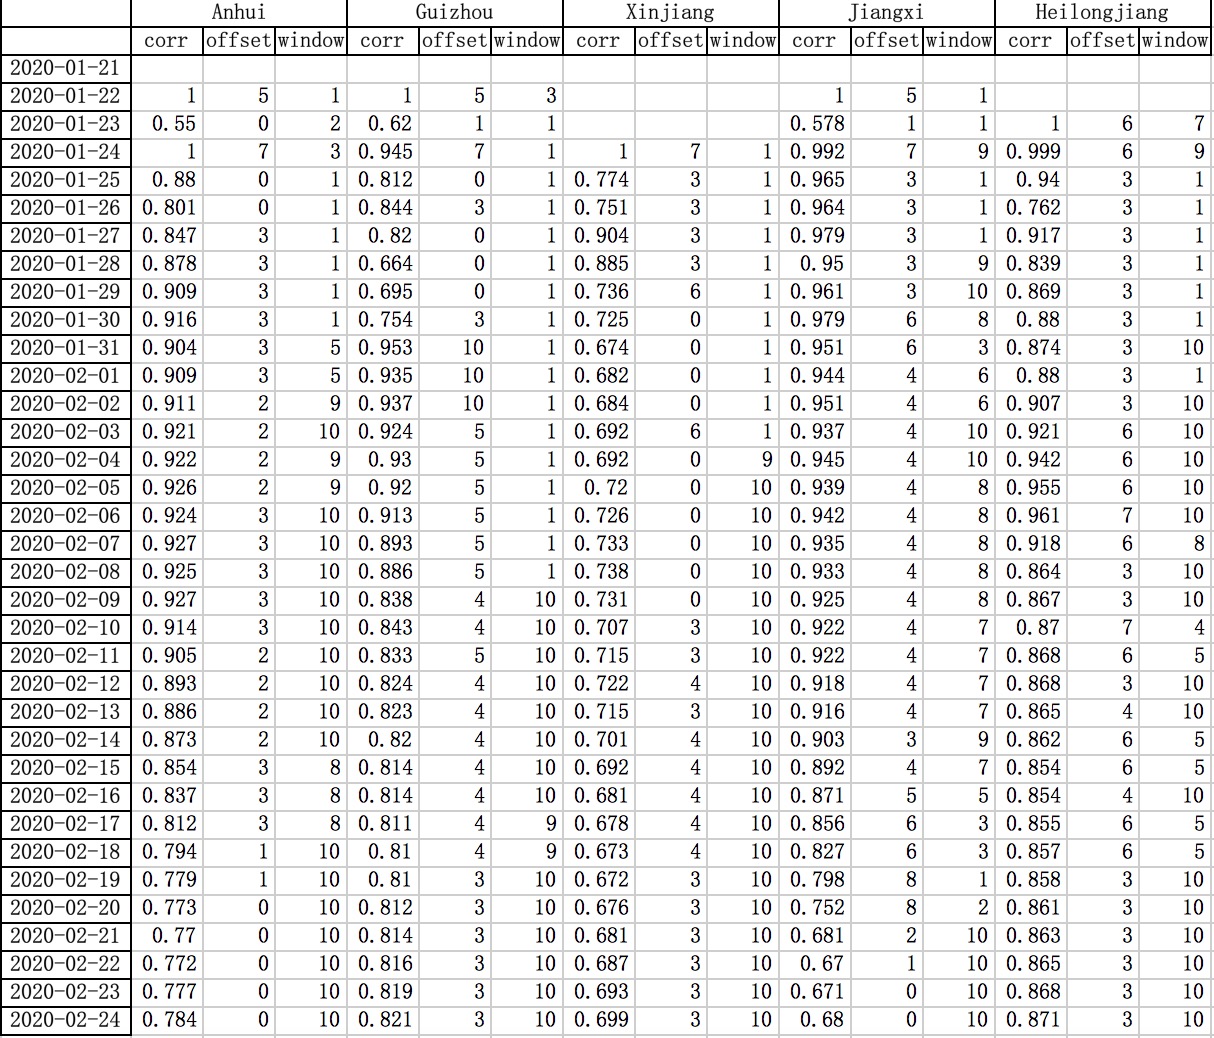 Anhui Guizhou Xinjiang Jiangxi Heilongjiang
corr offset window corr offset window corr offset window corr offset window corr offset window
2020-01-21
2020-01-22 1 5 1 1 5 3 1 5 1
2020-01-23 0.55 0 2 0.62 1 1 0.578 1 1 1 6 7
2020-01-24 1 7 3 0.945 7 1 1 7 1 0.992 7 9 0.999 6 9
2020-01-25 0.88 0 1 0.812 0 1 0.774 3 1 0.965 3 1 0.94 3 1
2020-01-26 0.801 0 1 0.844 3 1 0.751 3 1 0.964 3 1 0.762 3 1
2020-01-27 0.847 3 1 0.82 0 1 0.904 3 1 0.979 3 1 0.917 3 1
2020-01-28 0.878 3 1 0.664 0 1 0.885 3 1 0.95 3 9 0.839 3 1
2020-01-29 0.909 3 1 0.695 0 1 0.736 6 1 0.961 3 10 0.869 3 1
2020-01-30 0.916 3 1 0.754 3 1 0.725 0 1 0.979 6 8 0.88 3 1
2020-01-31 0.904 3 5 0.953 10 1 0.674 0 1 0.951 6 3 0.874 3 10
2020-02-01 0.909 3 5 0.935 10 1 0.682 0 1 0.944 4 6 0.88 3 1
2020-02-02 0.911 2 9 0.937 10 1 0.684 0 1 0.951 4 6 0.907 3 10
2020-02-03 0.921 2 10 0.924 5 1 0.692 6 1 0.937 4 10 0.921 6 10
2020-02-04 0.922 2 9 0.93 5 1 0.692 0 9 0.945 4 10 0.942 6 10
2020-02-05 0.926 2 9 0.92 5 1 0.72 0 10 0.939 4 8 0.955 6 10
2020-02-06 0.924 3 10 0.913 5 1 0.726 0 10 0.942 4 8 0.961 7 10
2020-02-07 0.927 3 10 0.893 5 1 0.733 0 10 0.935 4 8 0.918 6 8
2020-02-08 0.925 3 10 0.886 5 1 0.738 0 10 0.933 4 8 0.864 3 10
2020-02-09 0.927 3 10 0.838 4 10 0.731 0 10 0.925 4 8 0.867 3 10
2020-02-10 0.914 3 10 0.843 4 10 0.707 3 10 0.922 4 7 0.87 7 4
2020-02-11 0.905 2 10 0.833 5 10 0.715 3 10 0.922 4 7 0.868 6 5
2020-02-12 0.893 2 10 0.824 4 10 0.722 4 10 0.918 4 7 0.868 3 10
2020-02-13 0.886 2 10 0.823 4 10 0.715 3 10 0.916 4 7 0.865 4 10
2020-02-14 0.873 2 10 0.82 4 10 0.701 4 10 0.903 3 9 0.862 6 5
2020-02-15 0.854 3 8 0.814 4 10 0.692 4 10 0.892 4 7 0.854 6 5
2020-02-16 0.837 3 8 0.814 4 10 0.681 4 10 0.871 5 5 0.854 4 10
2020-02-17 0.812 3 8 0.811 4 9 0.678 4 10 0.856 6 3 0.855 6 5
2020-02-18 0.794 1 10 0.81 4 9 0.673 4 10 0.827 6 3 0.857 6 5
2020-02-19 0.779 1 10 0.81 3 10 0.672 3 10 0.798 8 1 0.858 3 10
2020-02-20 0.773 0 10 0.812 3 10 0.676 3 10 0.752 8 2 0.861 3 10
2020-02-21 0.77 0 10 0.814 3 10 0.681 3 10 0.681 2 10 0.863 3 10
2020-02-22 0.772 0 10 0.816 3 10 0.687 3 10 0.67 1 10 0.865 3 10
2020-02-23 0.777 0 10 0.819 3 10 0.693 3 10 0.671 0 10 0.868 3 10
2020-02-24 0.784 0 10 0.821 3 10 0.699 3 10 0.68 0 10 0.871 3 10